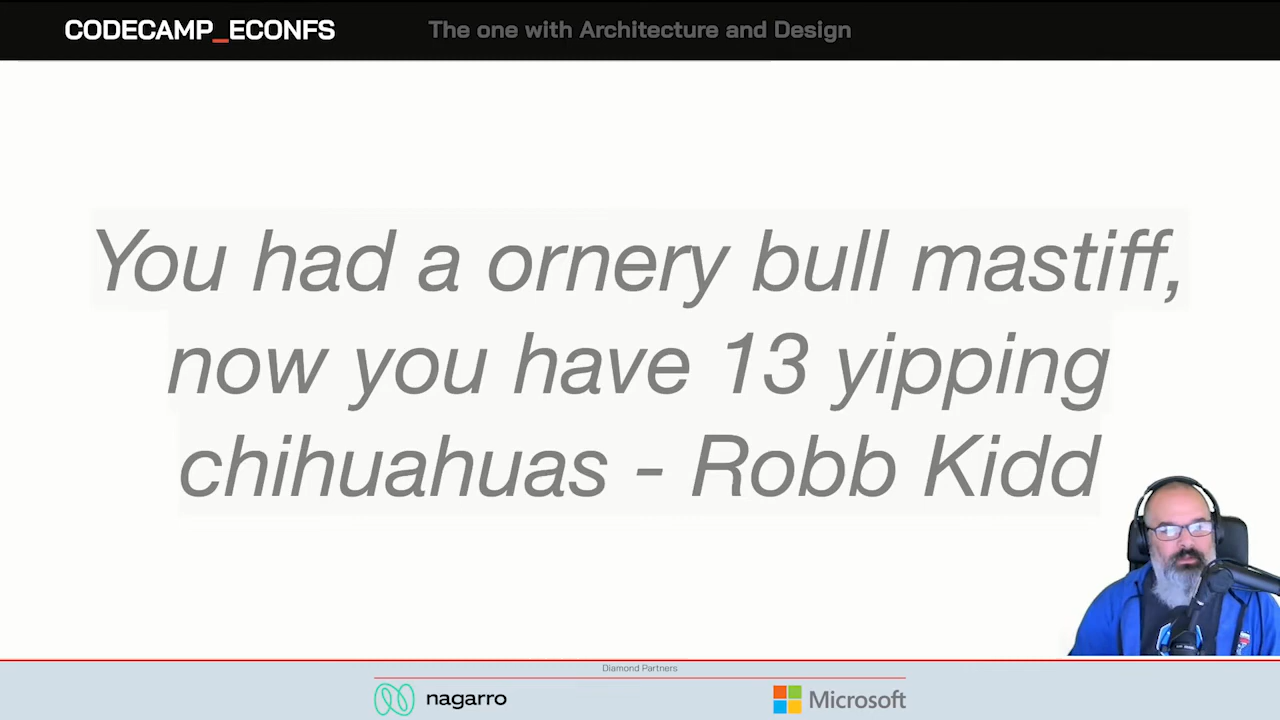 CODECAMP_ECONFS
The one with Architecture and Design
You had a ornery bull mastiff,
now you have 13 yipping
chihuahuas - Robb Kidd
Diamond Partners
nagarro
Microsoft